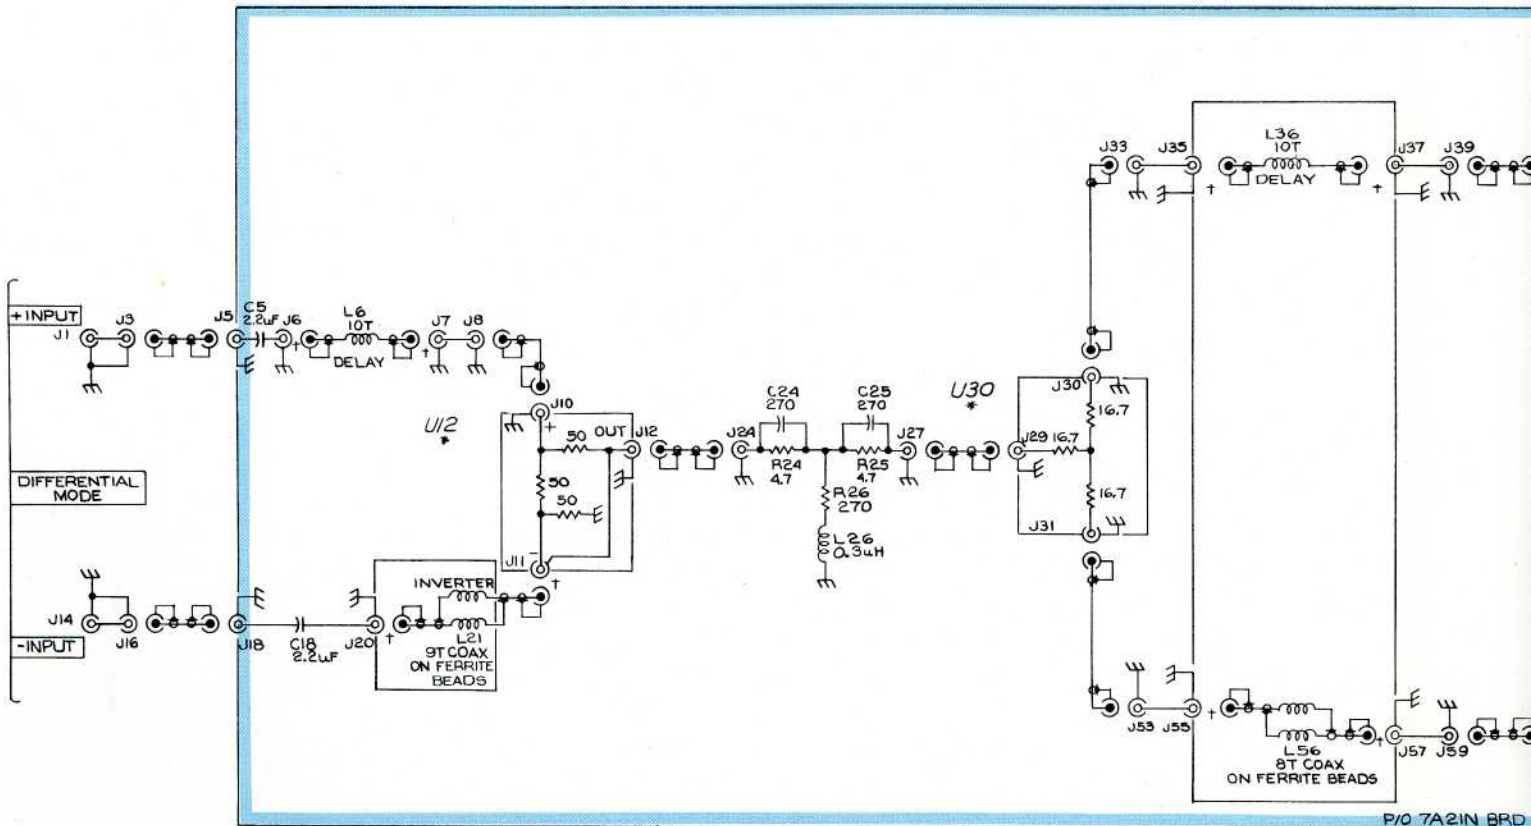 +INPUT
J1
J3
J5
C5
2.2uF
J6
†
L6
10T
DELAY
†
J7
J8
U12
*
J10
+
50
OUT
J12
50
50
J11
-
†
DIFFERENTIAL
MODE
J14
-INPUT
J16
J18
C18
2.2uF
J20
†
INVERTER
L21
9T COAX
ON FERRITE
BEADS
J24
C24
270
R24
4.7
C25
270
R25
4.7
R26
270
L26
0.3uH
J27
U30
*
J29
16.7
J30
16.7
16.7
J31
J33
J35
†
L36
10T
DELAY
†
J37
J39
J53
J55
†
L56
8T COAX
ON FERRITE BEADS
†
J57
J59
P/O 7A21N BRD